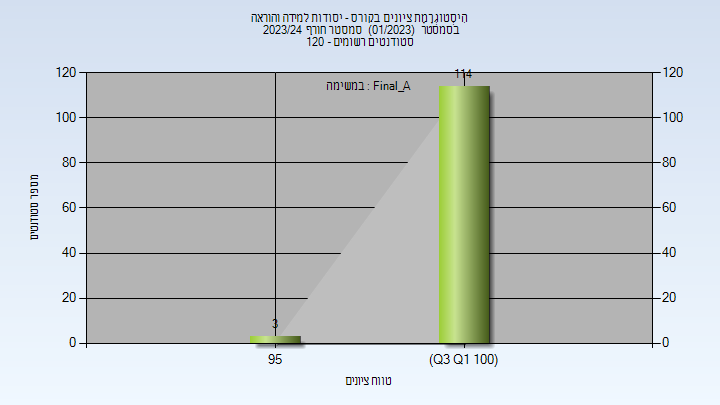 היסטוגרמת ציונים בקורס - יסודות למידה והוראה
בסמסטר (01/2023) סמסטר חורף 2023/24
סטודנטים רשומים - 120
במשימה : Final_A
120
100
80
60
40
20
0
מספר סטודנטים
114
3
120
100
80
60
40
20
0
95
(Q3 Q1 100)
טווח ציונים